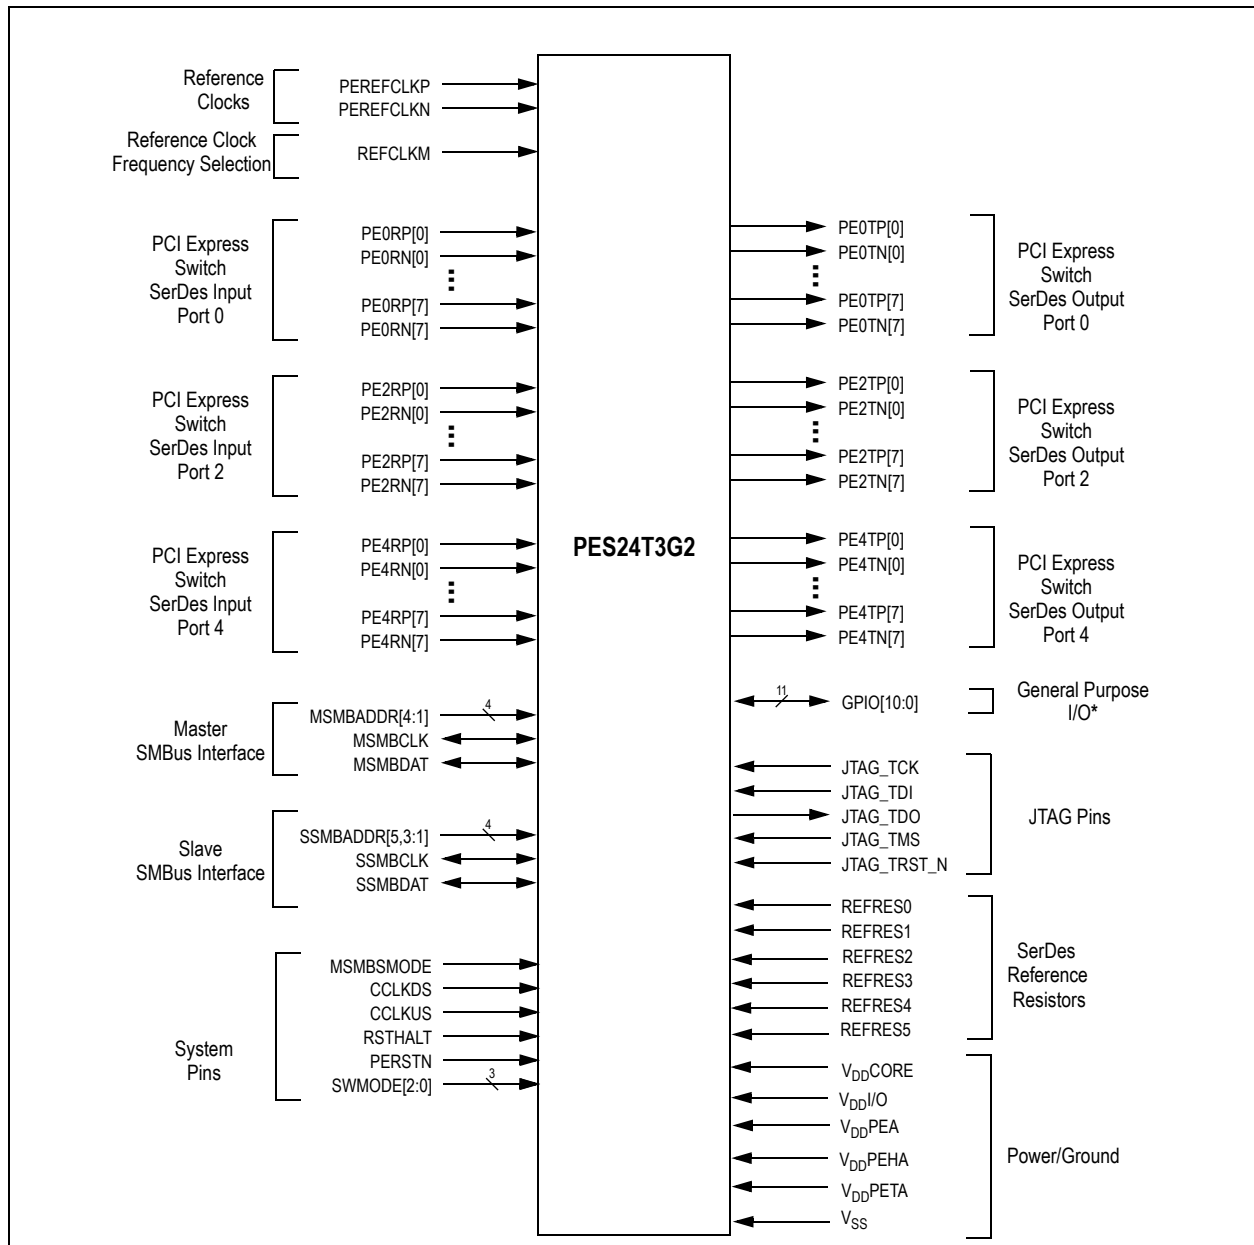 Reference
Clocks
PEREFCLKP
PEREFCLKN
Reference Clock
Frequency Selection
REFCLKM
PCI Express
Switch
SerDes Input
Port 0
PE0RP[0]
PE0RN[0]
PE0RP[7]
PE0RN[7]
PCI Express
Switch
SerDes Input
Port 2
PE2RP[0]
PE2RN[0]
PE2RP[7]
PE2RN[7]
PCI Express
Switch
SerDes Input
Port 4
PE4RP[0]
PE4RN[0]
PE4RP[7]
PE4RN[7]
Master
SMBus Interface
MSMBADDR[4:1]
4
MSMBCLK
MSMBDAT
Slave
SMBus Interface
SSMBADDR[5,3:1]
4
SSMBCLK
SSMBDAT
System
Pins
MSMBSMODE
CCLKDS
CCLKUS
RSTHALT
PERSTN
SWMODE[2:0]
3
PES24T3G2
PE0TP[0]
PE0TN[0]
PE0TP[7]
PE0TN[7]
PCI Express
Switch
SerDes Output
Port 0
PE2TP[0]
PE2TN[0]
PE2TP[7]
PE2TN[7]
PCI Express
Switch
SerDes Output
Port 2
PE4TP[0]
PE4TN[0]
PE4TP[7]
PE4TN[7]
PCI Express
Switch
SerDes Output
Port 4
11
GPIO[10:0]
General Purpose
I/O*
JTAG_TCK
JTAG_TDI
JTAG_TDO
JTAG_TMS
JTAG_TRST_N
JTAG Pins
REFRES0
REFRES1
REFRES2
REFRES3
REFRES4
REFRES5
SerDes
Reference
Resistors
VDDCORE
VDDI/O
VDDPEA
VDDPEHA
VDDPETA
VSS
Power/Ground